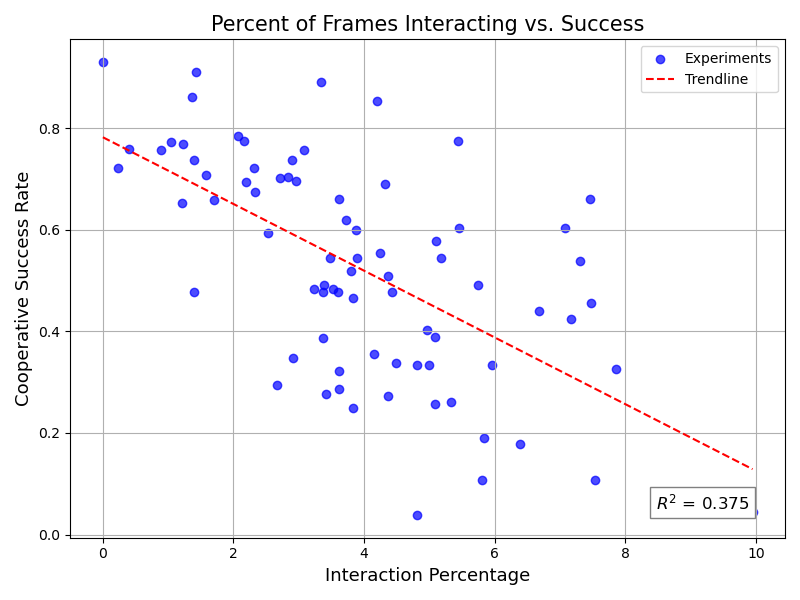 Percent of Frames Interacting vs. Success
Experiments
Trendline
Cooperative Success Rate
0.8
0.6
0.4
0.2
0.0
R² = 0.375
0 2 4 6 8 10
Interaction Percentage